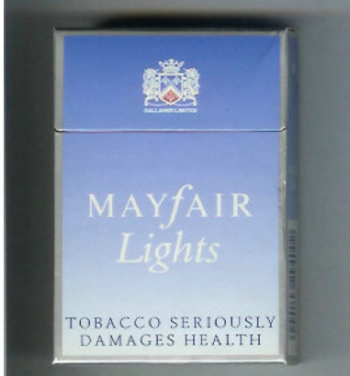 GALLAHER LIMITED
MAYfAIR
Lights
TOBACCO SERIOUSLY
DAMAGES HEALTH